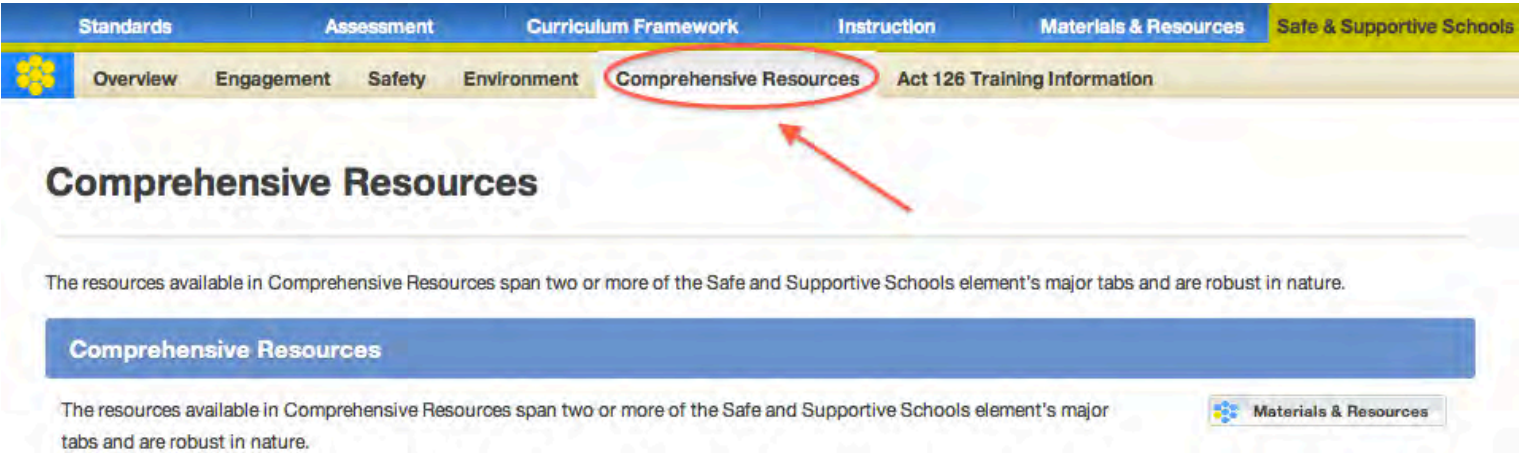 Standards Assessment Curriculum Framework Instruction Materials & Resources Safe & Supportive Schools
Overview Engagement Safety Environment Comprehensive Resources Act 126 Training Information
Comprehensive Resources
The resources available in Comprehensive Resources span two or more of the Safe and Supportive Schools element's major tabs and are robust in nature.
Comprehensive Resources
The resources available in Comprehensive Resources span two or more of the Safe and Supportive Schools element's major
tabs and are robust in nature.
Materials & Resources